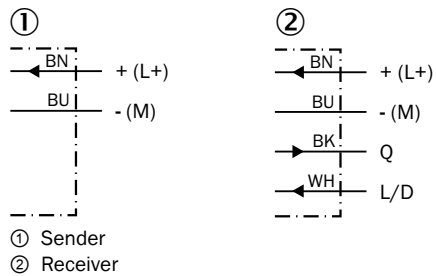 ① ②
BN + (L+) BN + (L+)
BU - (M) BU - (M)
BK Q
WH L/D
① Sender
② Receiver